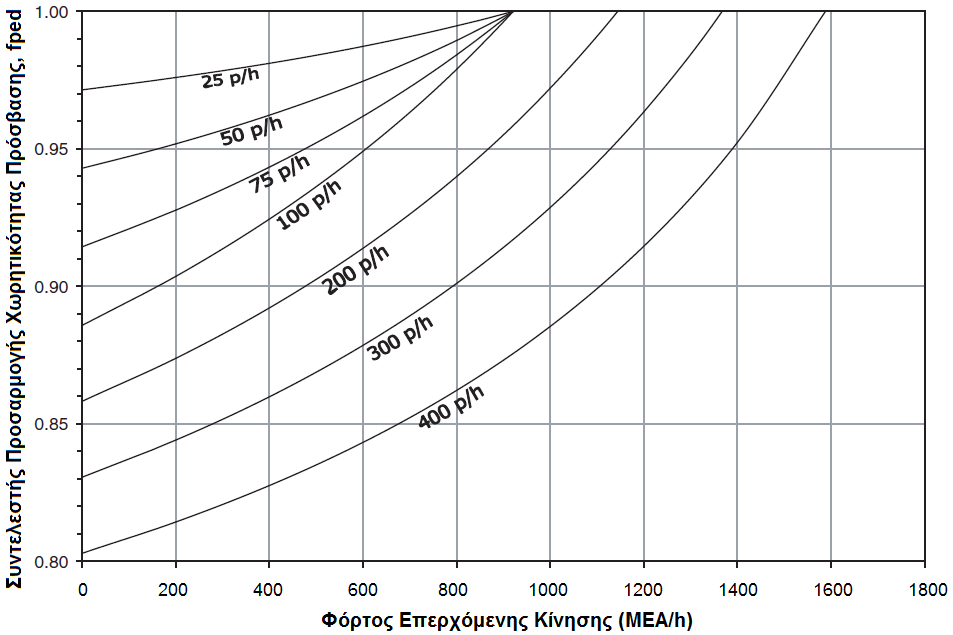 Συντελεστής Προσαρμογής Χωρητικότητας Πρόσβασης, fped
1.00
0.95
0.90
0.85
0.80
25 p/h
50 p/h
75 p/h
100 p/h
200 p/h
300 p/h
400 p/h
0 200 400 600 800 1000 1200 1400 1600 1800
Φόρτος Επερχόμενης Κίνησης (ΜΕΑ/h)